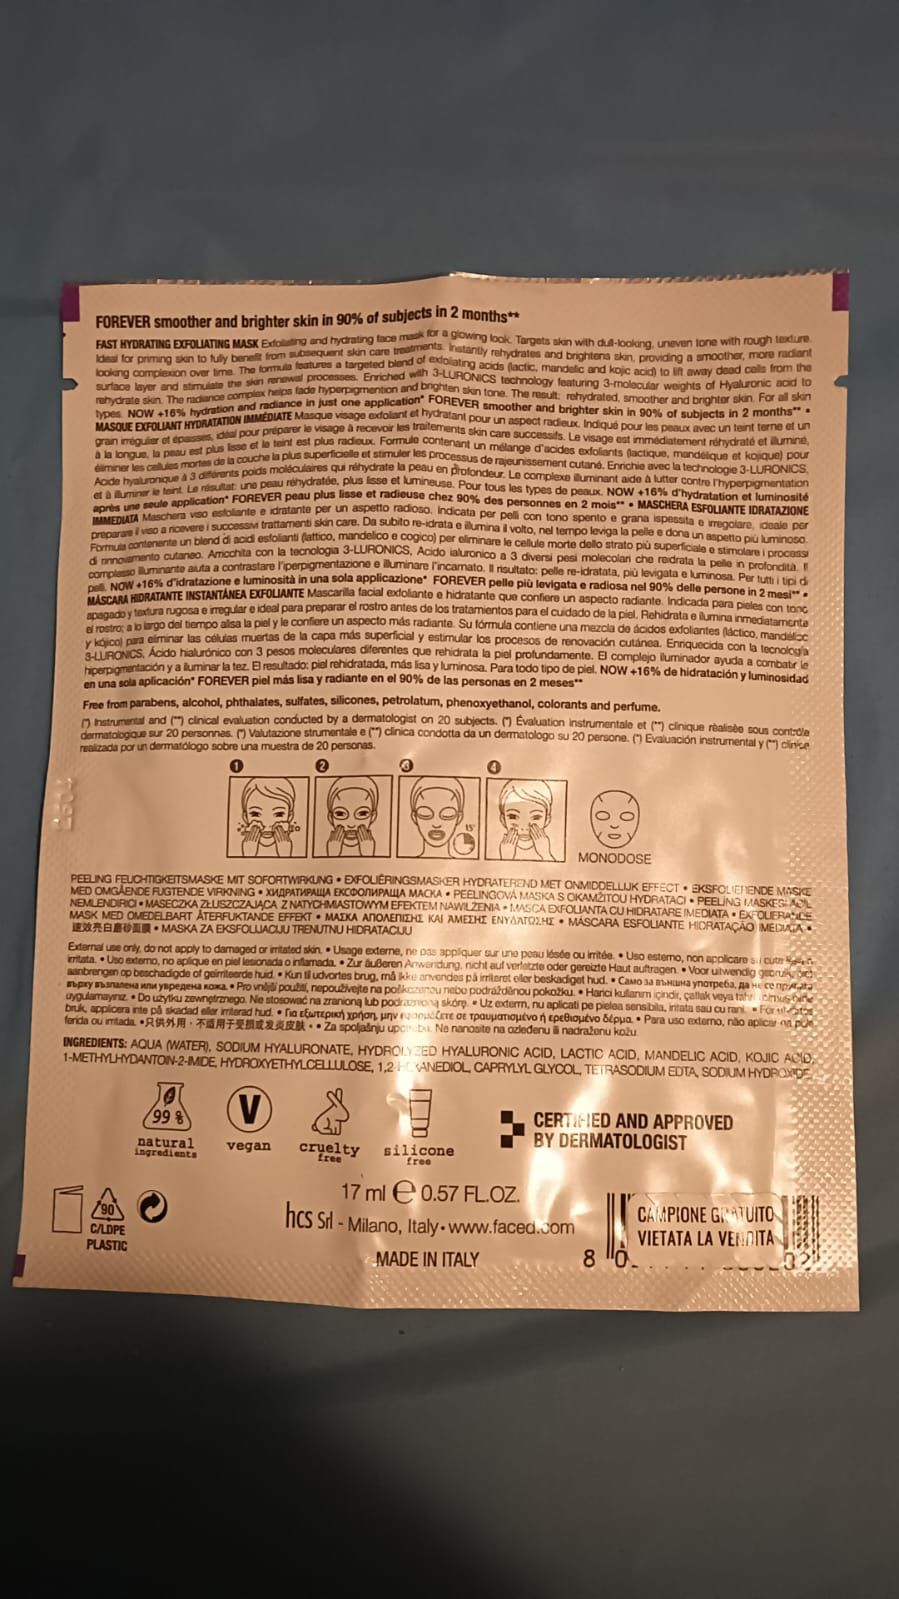 FOREVER smoother and brighter skin in 90% of subjects in 2 months**
FAST HYDRATING EXFOLIATING MASK Exfoliating and hydrating face mask for a glowing look. Targets skin with dull-looking, uneven tone with rough texture.
Ideal for priming skin to fully benefit from subsequent skin care treatments. Instantly rehydrates and brightens skin, providing a smoother, more radiant
looking complexion over time. The formula features a targeted blend of exfoliating acids (lactic, mandelic and kojic acid) to lift away dead cells from the
surface layer and stimulate the skin renewal processes. Enriched with 3-LURONICS technology featuring 3-molecular weights of Hyaluronic acid to
rehydrate skin. The radiance complex helps fade hyperpigmention and brighten skin tone. The result: rehydrated, smoother and brighter skin. For all skin
types. NOW +16% hydration and radiance in just one application* FOREVER smoother and brighter skin in 90% of subjects in 2 months** •
MASQUE EXFOLIANT HYDRATATION IMMÉDIATE Masque visage exfoliant et hydratant pour un aspect radieux. Indiqué pour les peaux avec un teint terne et un
grain irrégulier et épaisses, idéal pour préparer le visage à recevoir les traitements skin care successifs. Le visage est immédiatement réhydraté et illuminé,
à la longue, la peau est plus lisse et le teint est plus radieux. Formule contenant un mélange d'acides exfoliants (lactique, mandélique et kojique) pour
éliminer les cellules mortes de la couche la plus superficielle et stimuler les processus de rajeunissement cutané. Enrichie avec la technologie 3-LURONICS,
Acide hyaluronique à 3 différents poids moléculaires qui réhydrate la peau en profondeur. Le complexe illuminant aide à lutter contre l'hyperpigmentation
et à illuminer le teint. Le résultat: une peau réhydratée, plus lisse et lumineuse. Pour tous les types de peaux. NOW +16% d'hydratation et luminosité
après une seule application* FOREVER peau plus lisse et radieuse chez 90% des personnes en 2 mois** • MASCHERA ESFOLIANTE IDRATAZIONE
IMMEDIATA Maschera viso esfoliante e idratante per un aspetto radioso. Indicata per pelli con tono spento e grana ispessita e irregolare, ideale per
preparare il viso a ricevere i successivi trattamenti skin care. Da subito re-idrata e illumina il volto, nel tempo leviga la pelle e dona un aspetto più luminoso.
Formula contenente un blend di acidi esfolianti (lattico, mandelico e cogico) per eliminare le cellule morte dello strato più superficiale e stimolare i processi
di rinnovamento cutaneo. Arricchita con la tecnologia 3-LURONICS, Acido ialuronico a 3 diversi pesi molecolari che reidrata la pelle in profondità. Il
complesso illuminante aiuta a contrastare l'iperpigmentazione e illuminare l'incarnato. Il risultato: pelle re-idratata, più levigata e luminosa. Per tutti i tipi di
pelli. NOW +16% d'idratazione e luminosità in una sola applicazione* FOREVER pelle più levigata e radiosa nel 90% delle persone in 2 mesi** •
MÁSCARA HIDRATANTE INSTANTÁNEA EXFOLIANTE Mascarilla facial exfoliante e hidratante que confiere un aspecto radiante. Indicada para pieles con tono
apagado y textura rugosa e irregular e ideal para preparar el rostro antes de los tratamientos para el cuidado de la piel. Rehidrata e ilumina inmediatamente
el rostro; a lo largo del tiempo alisa la piel y le confiere un aspecto más radiante. Su fórmula contiene una mezcla de ácidos exfoliantes (láctico, mandélico
y kójico) para eliminar las células muertas de la capa más superficial y estimular los procesos de renovación cutánea. Enriquecida con la tecnología
3-LURONICS, Ácido hialurónico con 3 pesos moleculares diferentes que rehidrata la piel profundamente. El complejo iluminador ayuda a combatir le
hiperpigmentación y a iluminar la tez. El resultado: piel rehidratada, más lisa y luminosa. Para todo tipo de piel. NOW +16% de hidratación y luminosidad
en una sola aplicación* FOREVER piel más lisa y radiante en el 90% de las personas en 2 meses**
Free from parabens, alcohol, phthalates, sulfates, silicones, petrolatum, phenoxyethanol, colorants and perfume.
(*) Instrumental and (**) clinical evaluation conducted by a dermatologist on 20 subjects. (*) Évaluation instrumentale et (**) clinique réalisée sous contrôle
dermatologique sur 20 personnes. (*) Valutazione strumentale e (**) clinica condotta da un dermatologo su 20 persone. (*) Evaluación instrumental y (**) clínica
realizada por un dermatólogo sobre una muestra de 20 personas.
1 2 3 4
15'
MONODOSE
PEELING FEUCHTIGKEITSMASKE MIT SOFORTWIRKUNG • EXFOLIËRINGSMASKER HYDRATEREND MET ONMIDDELLIJK EFFECT • EKSFOLIERENDE MASKE
MED OMGÅENDE FUGTENDE VIRKNING • ХИДРАТИРАЩА ЕКСФОЛИРАЩА МАСКА • PEELINGOVÁ MASKA S OKAMŽITOU HYDRATACÍ • PEELING MASKESİ
NEMLENDİRİCİ • MASECZKA ZŁUSZCZAJĄCA Z NATYCHMIASTOWYM EFEKTEM NAWILŻENIA • MASCA EXFOLIANTA CU HIDRATARE IMEDIATA • EXFOLIERANDE
MASK MED OMEDELBART ÅTERFUKTANDE EFFEKT • ΜΑΣΚΑ ΑΠΟΛΕΠΙΣΗΣ ΚΑΙ ΑΜΕΣΗΣ ΕΝΥΔΑΤΩΣΗΣ • MÁSCARA ESFOLIANTE HIDRATAÇÃO IMEDIATA •
速效亮白磨砂面膜 • MASKA ZA EKSFOLIJACIJU TRENUTNU HIDRATACIJU
External use only, do not apply to damaged or irritated skin. • Usage externe, ne pas appliquer sur une peau lésée ou irritée. • Uso esterno, non applicare su cute
irritata. • Uso externo, no aplique en piel lesionada o inflamada. • Zur äußeren Anwendung, nicht auf verletzte oder gereizte Haut auftragen. • Voor uitwendig gebruik,
aanbrengen op beschadigde of geïrriteerde huid. • Kun til udvortes brug, må ikke anvendes på irriteret eller beskadiget hud. • Само за външна употреба, да не се прилага
върху възпалена или увредена кожа. • Pro vnější použití, nepoužívejte na poškozenou nebo podrážděnou pokožku. • Harici kullanım içindir, çatlak veya
uygulamayınız. • Do użytku zewnętrznego. Ne stosować na zranioną lub podrażnioną skórę. • Uz extern, nu aplicati pe pielea sensibila, iritata sau cu rani. • För
bruk, applicera inte på skadad eller irriterad hud. • Για εξωτερική χρήση, μην εφαρμόζετε σε τραυματισμένο ή ερεθισμένο δέρμα. • Para uso externo, não aplicar na pele
ferida ou irritada. • 只供外用，不适用于受损或发炎皮肤 • • Za spoljašnju upotrebu. Ne nanosite na ozleđenu ili nadraženu kožu.
INGREDIENTS: AQUA (WATER), SODIUM HYALURONATE, HYDROLYZED HYALURONIC ACID, LACTIC ACID, MANDELIC ACID, KOJIC ACID,
1-METHYLHYDANTOIN-2-IMIDE, HYDROXYETHYLCELLULOSE, 1,2-HEXANEDIOL, CAPRYLYL GLYCOL, TETRASODIUM EDTA, SODIUM HYDROXIDE.
99 %
natural
ingredients
V
vegan
cruelty
free
silicone
free
CERTIFIED AND APPROVED
BY DERMATOLOGIST
90
C/LDPE
PLASTIC
17 ml ℮ 0.57 FL.OZ.
hcs Srl - Milano, Italy • www.faced.com
MADE IN ITALY
CAMPIONE GRATUITO
VIETATA LA VENDITA
8